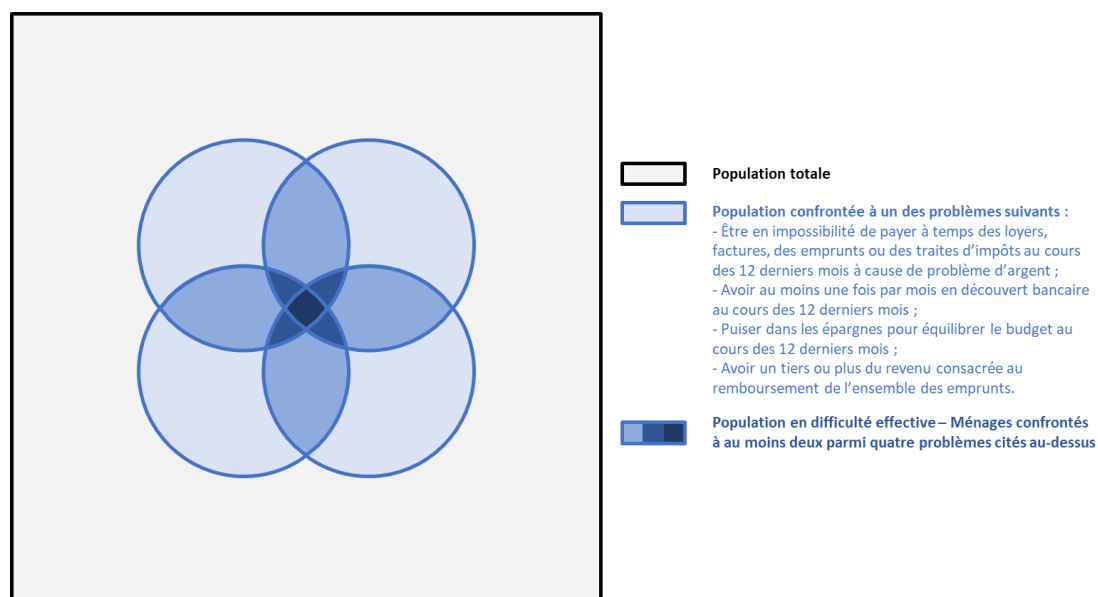 Population totale
Population confrontée à un des problèmes suivants :
- Être en impossibilité de payer à temps des loyers,
factures, des emprunts ou des traites d'impôts au cours
des 12 derniers mois à cause de problème d'argent ;
- Avoir au moins une fois par mois en découvert bancaire
au cours des 12 derniers mois ;
- Puiser dans les épargnes pour équilibrer le budget au
cours des 12 derniers mois ;
- Avoir un tiers ou plus du revenu consacrée au
remboursement de l'ensemble des emprunts.
Population en difficulté effective – Ménages confrontés
à au moins deux parmi quatre problèmes cités au-dessus